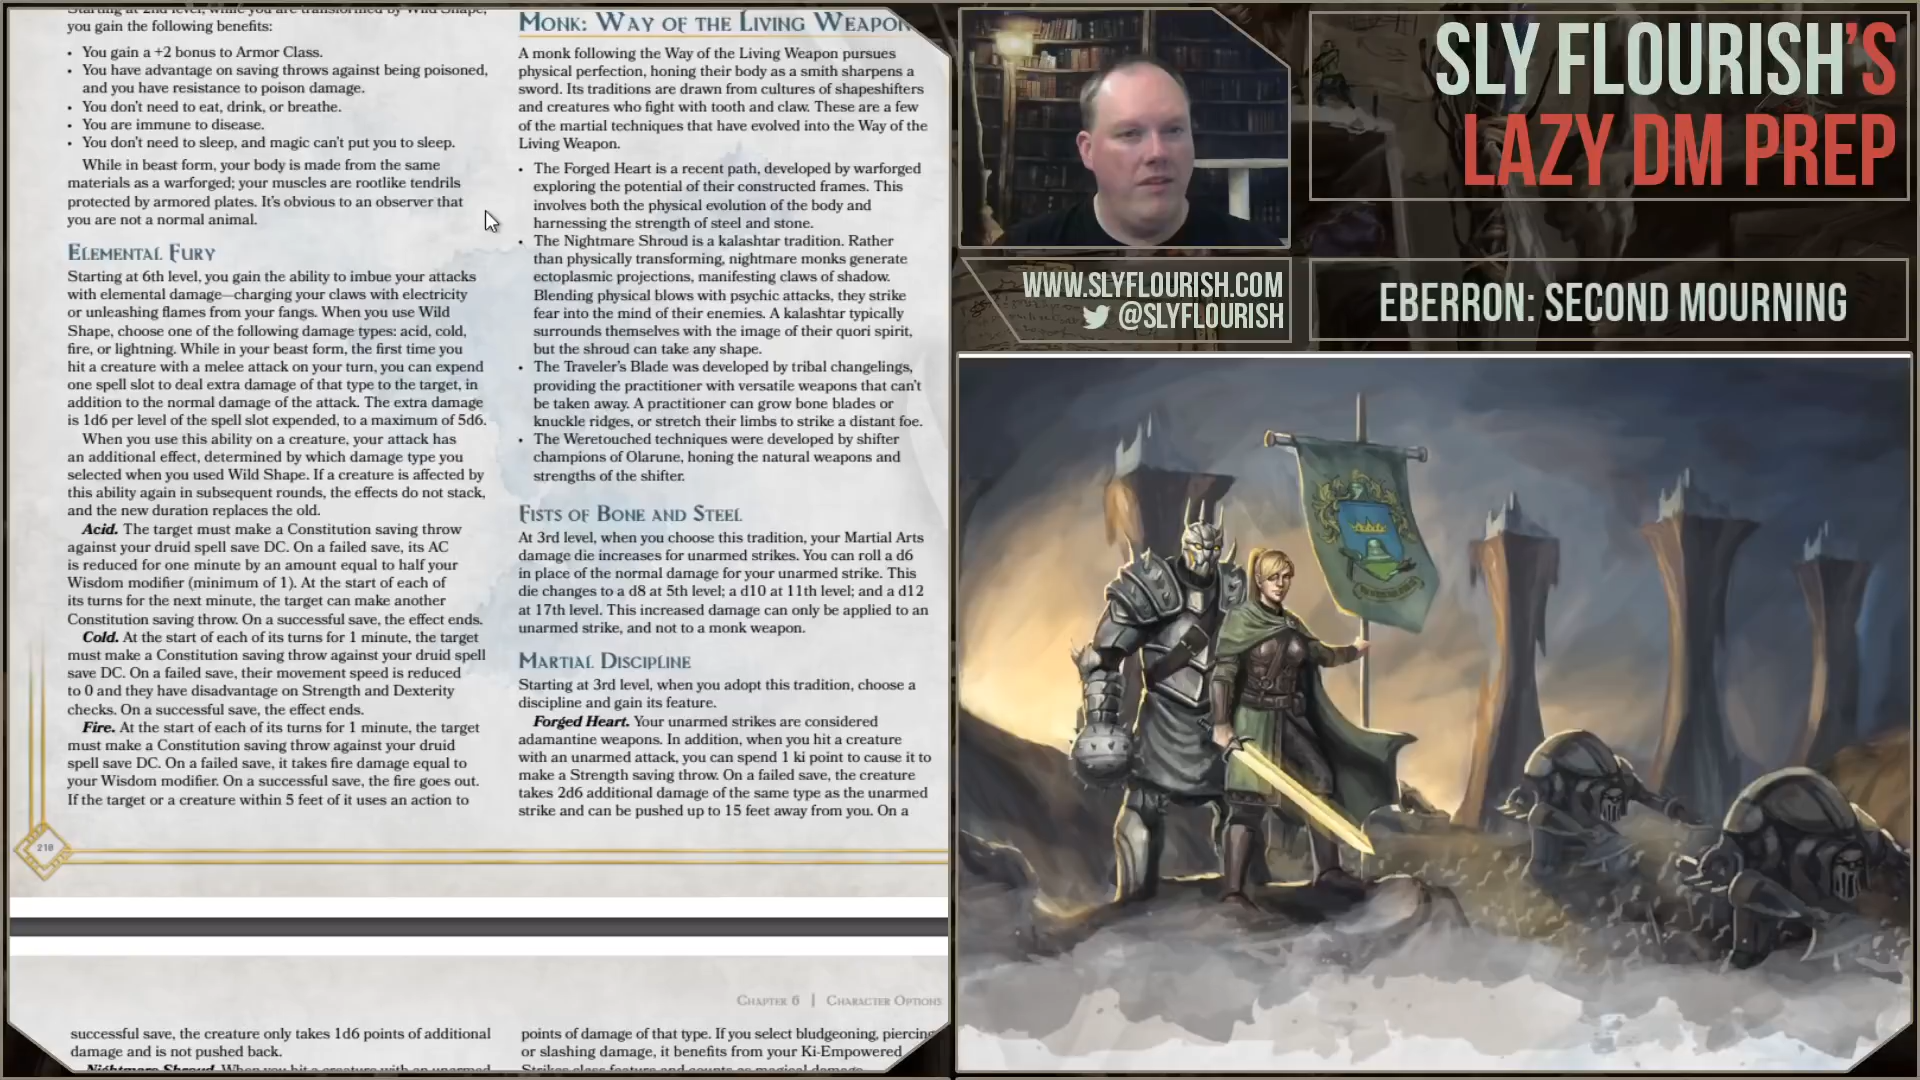 Starting at 2nd level, while you are transformed by Wild Shape,
you gain the following benefits:
• You gain a +2 bonus to Armor Class.
• You have advantage on saving throws against being poisoned,
and you have resistance to poison damage.
• You don't need to eat, drink, or breathe.
• You are immune to disease.
• You don't need to sleep, and magic can't put you to sleep.
While in beast form, your body is made from the same
materials as a warforged; your muscles are rootlike tendrils
protected by armored plates. It's obvious to an observer that
you are not a normal animal.
Elemental Fury
Starting at 6th level, you gain the ability to imbue your attacks
with elemental damage—charging your claws with electricity
or unleashing flames from your fangs. When you use Wild
Shape, choose one of the following damage types: acid, cold,
fire, or lightning. While in your beast form, the first time you
hit a creature with a melee attack on your turn, you can expend
one spell slot to deal extra damage of that type to the target, in
addition to the normal damage of the attack. The extra damage
is 1d6 per level of the spell slot expended, to a maximum of 5d6.
When you use this ability on a creature, your attack has
an additional effect, determined by which damage type you
selected when you used Wild Shape. If a creature is affected by
this ability again in subsequent rounds, the effects do not stack,
and the new duration replaces the old.
Acid. The target must make a Constitution saving throw
against your druid spell save DC. On a failed save, its AC
is reduced for one minute by an amount equal to half your
Wisdom modifier (minimum of 1). At the start of each of
its turns for the next minute, the target can make another
Constitution saving throw. On a successful save, the effect ends.
Cold. At the start of each of its turns for 1 minute, the target
must make a Constitution saving throw against your druid spell
save DC. On a failed save, their movement speed is reduced
to 0 and they have disadvantage on Strength and Dexterity
checks. On a successful save, the effect ends.
Fire. At the start of each of its turns for 1 minute, the target
must make a Constitution saving throw against your druid
spell save DC. On a failed save, it takes fire damage equal to
your Wisdom modifier. On a successful save, the fire goes out.
If the target or a creature within 5 feet of it uses an action to
210
Monk: Way of the Living Weapon
A monk following the Way of the Living Weapon pursues
physical perfection, honing their body as a smith sharpens a
sword. Its traditions are drawn from cultures of shapeshifters
and creatures who fight with tooth and claw. These are a few
of the martial techniques that have evolved into the Way of the
Living Weapon.
• The Forged Heart is a recent path, developed by warforged
exploring the potential of their constructed frames. This
involves both the physical evolution of the body and
harnessing the strength of steel and stone.
• The Nightmare Shroud is a kalashtar tradition. Rather
than physically transforming, nightmare monks generate
ectoplasmic projections, manifesting claws of shadow.
Blending physical blows with psychic attacks, they strike
fear into the mind of their enemies. A kalashtar typically
surrounds themselves with the image of their quori spirit,
but the shroud can take any shape.
• The Traveler's Blade was developed by tribal changelings,
providing the practitioner with versatile weapons that can't
be taken away. A practitioner can grow bone blades or
knuckle ridges, or stretch their limbs to strike a distant foe.
• The Weretouched techniques were developed by shifter
champions of Olarune, honing the natural weapons and
strengths of the shifter.
Fists of Bone and Steel
At 3rd level, when you choose this tradition, your Martial Arts
damage die increases for unarmed strikes. You can roll a d6
in place of the normal damage for your unarmed strike. This
die changes to a d8 at 5th level; a d10 at 11th level; and a d12
at 17th level. This increased damage can only be applied to an
unarmed strike, and not to a monk weapon.
Martial Discipline
Starting at 3rd level, when you adopt this tradition, choose a
discipline and gain its feature.
Forged Heart. Your unarmed strikes are considered
adamantine weapons. In addition, when you hit a creature
with an unarmed attack, you can spend 1 ki point to cause it to
make a Strength saving throw. On a failed save, the creature
takes 2d6 additional damage of the same type as the unarmed
strike and can be pushed up to 15 feet away from you. On a
Chapter 6 | Character Options
successful save, the creature only takes 1d6 points of additional
damage and is not pushed back.
Nightmare Shroud. When you hit a creature with an unarmed
points of damage of that type. If you select bludgeoning, piercing
or slashing damage, it benefits from your Ki-Empowered
Strikes class feature and counts as magical damage
SLY FLOURISH'S
LAZY DM PREP
WWW.SLYFLOURISH.COM
@SLYFLOURISH
EBERRON: SECOND MOURNING